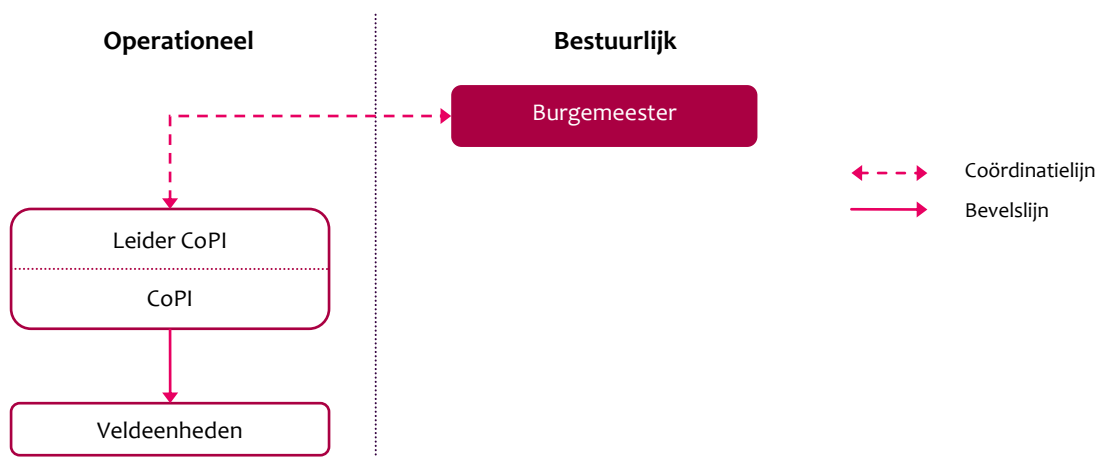 Operationeel
Bestuurlijk
Burgemeester
Coördinatielijn
Bevelslijn
Leider CoPI
CoPI
Veldeenheden